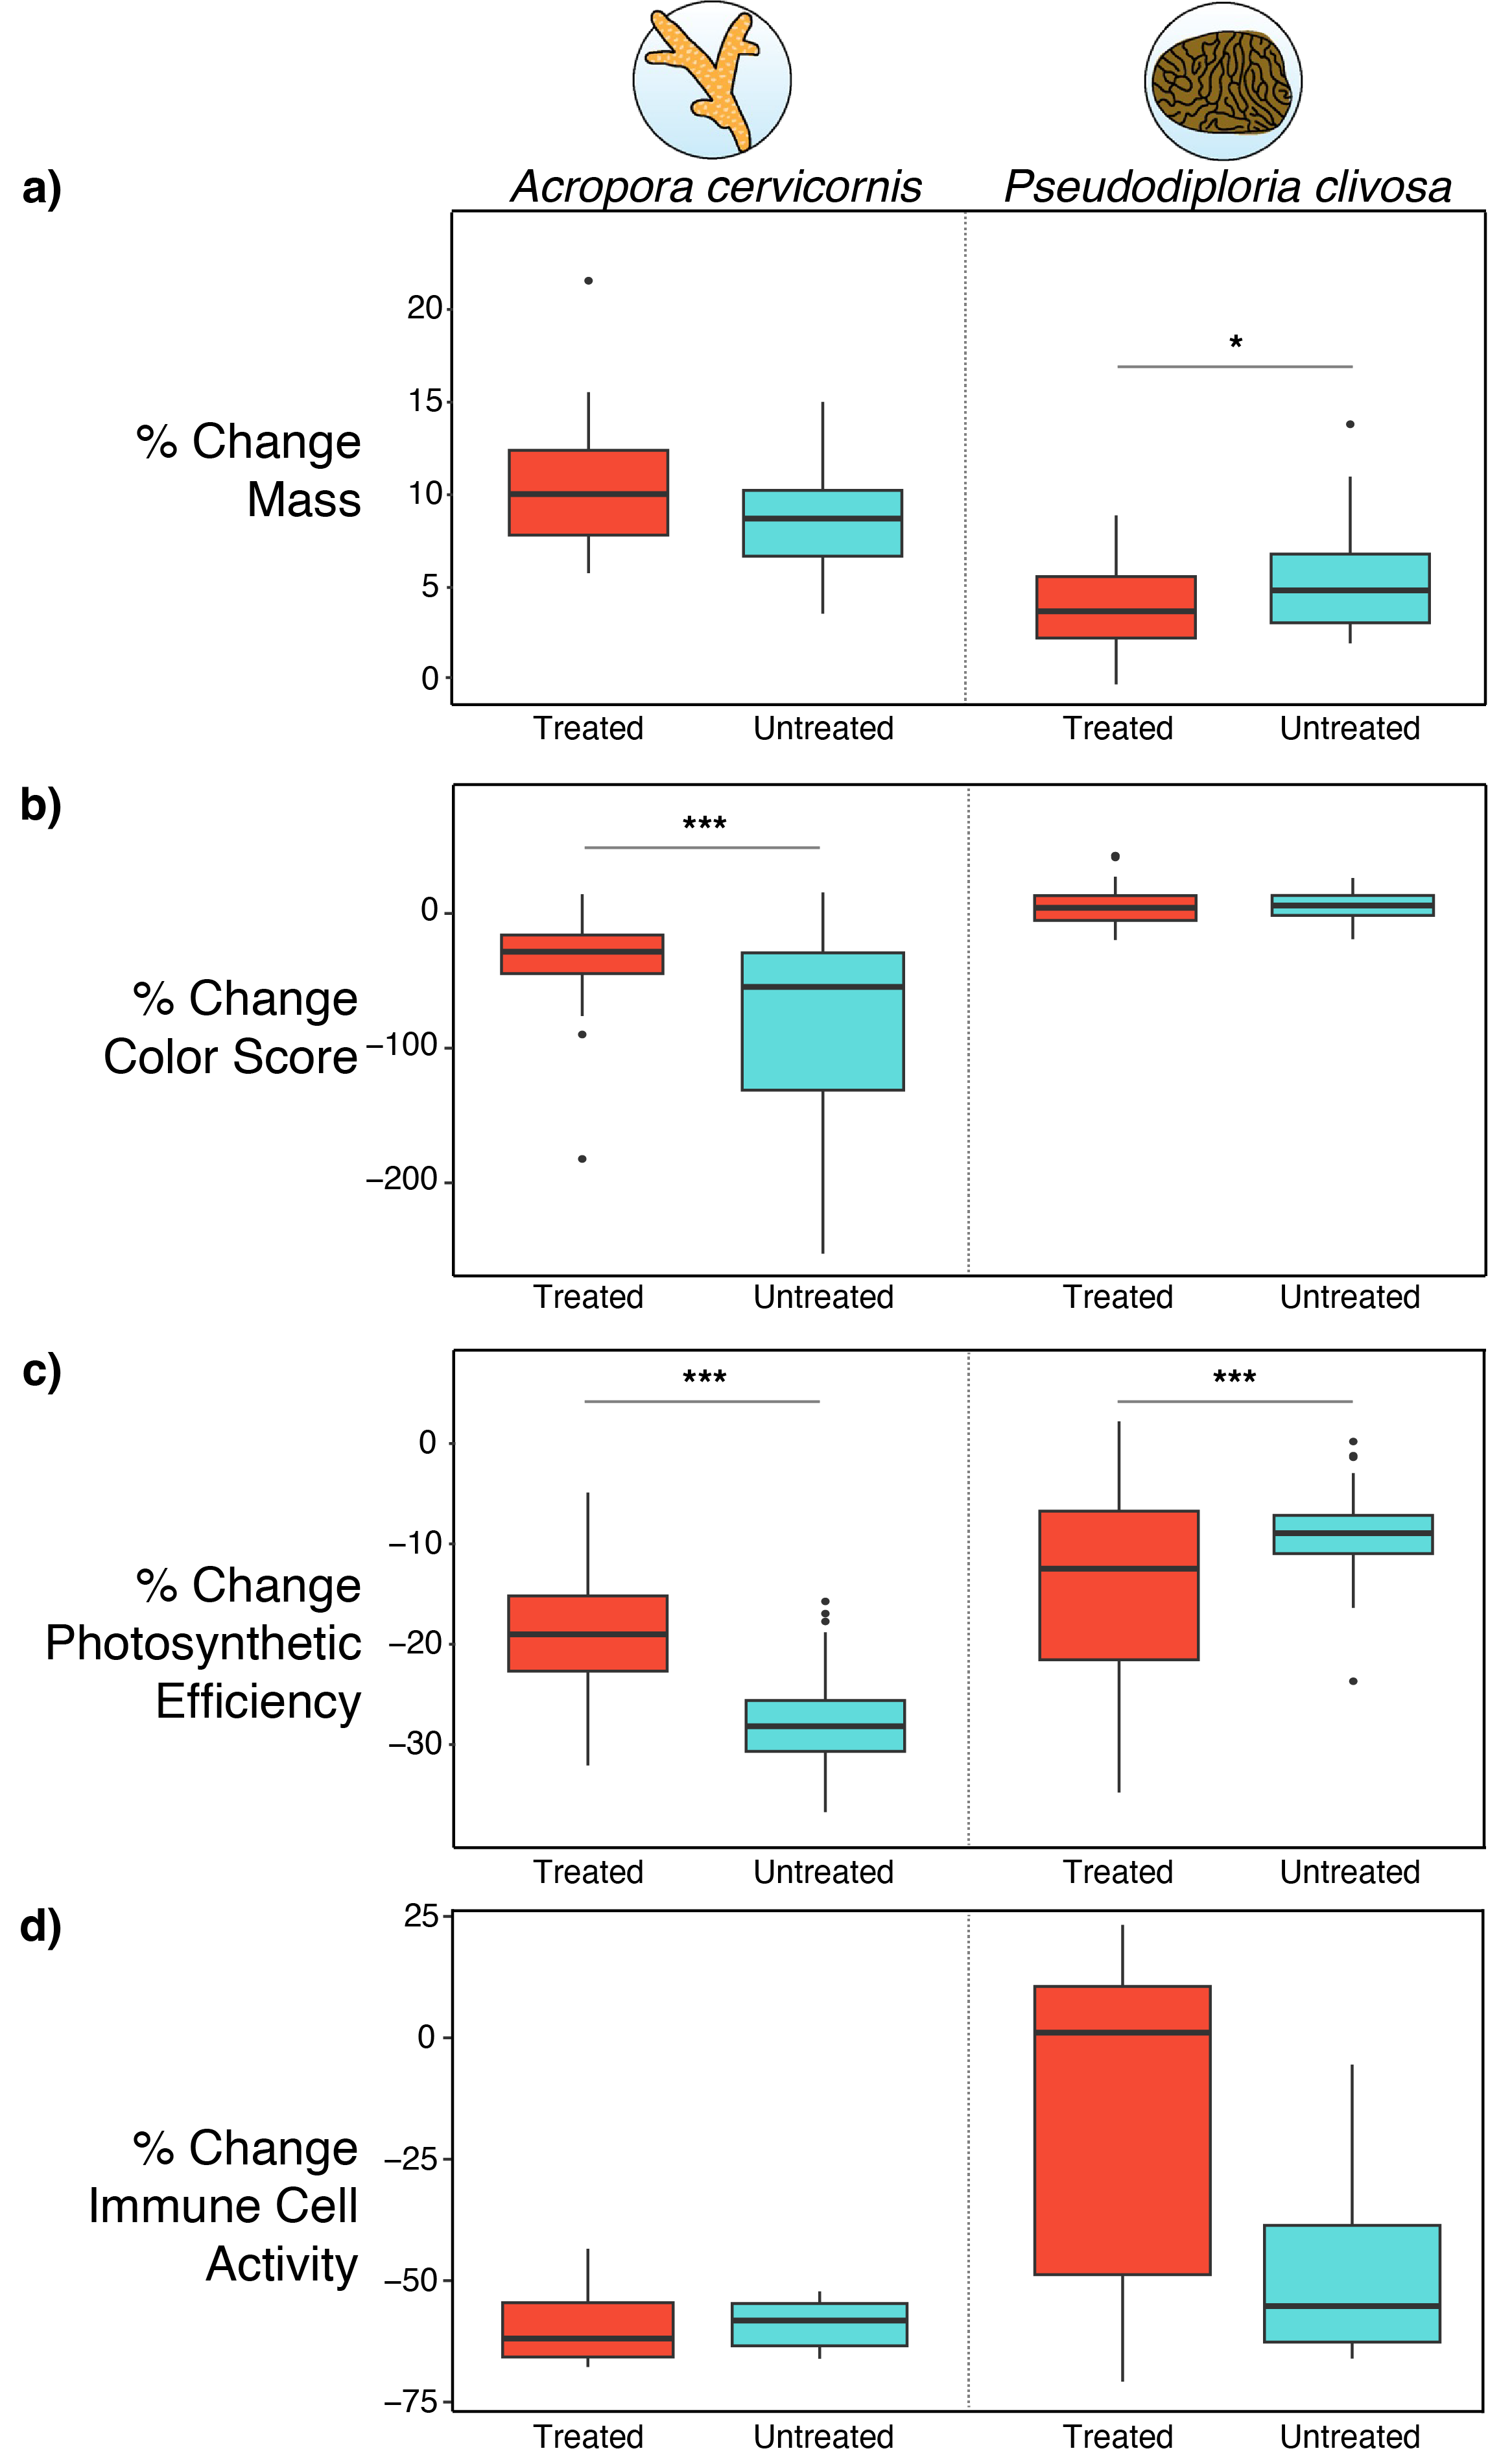 Acropora cervicornis Pseudodiploria clivosa
a)
20
*
15
% Change
Mass
10
5
0
Treated Untreated Treated Untreated
b)
***
0
% Change
Color Score
−100
−200
Treated Untreated Treated Untreated
c)
*** ***
0
−10
% Change
Photosynthetic
Efficiency
−20
−30
Treated Untreated Treated Untreated
d)
25
0
% Change
Immune Cell
Activity
−25
−50
−75
Treated Untreated Treated Untreated